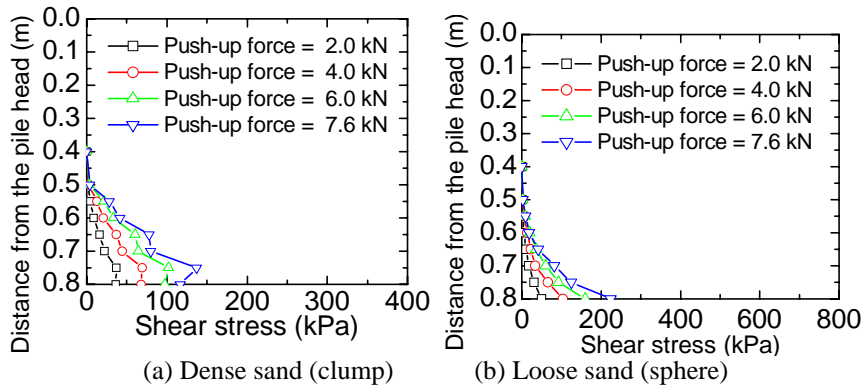 0.0
0.1
0.2
0.3
0.4
0.5
0.6
0.7
0.8
Distance from the pile head (m)
Push-up force = 2.0 kN
Push-up force = 4.0 kN
Push-up force = 6.0 kN
Push-up force = 7.6 kN
0 100 200 300 400
Shear stress (kPa)
(a) Dense sand (clump)
0.0
0.1
0.2
0.3
0.4
0.5
0.6
0.7
0.8
Distance from the pile head (m)
Push-up force = 2.0 kN
Push-up force = 4.0 kN
Push-up force = 6.0 kN
Push-up force = 7.6 kN
0 200 400 600 800
Shear stress (kPa)
(b) Loose sand (sphere)